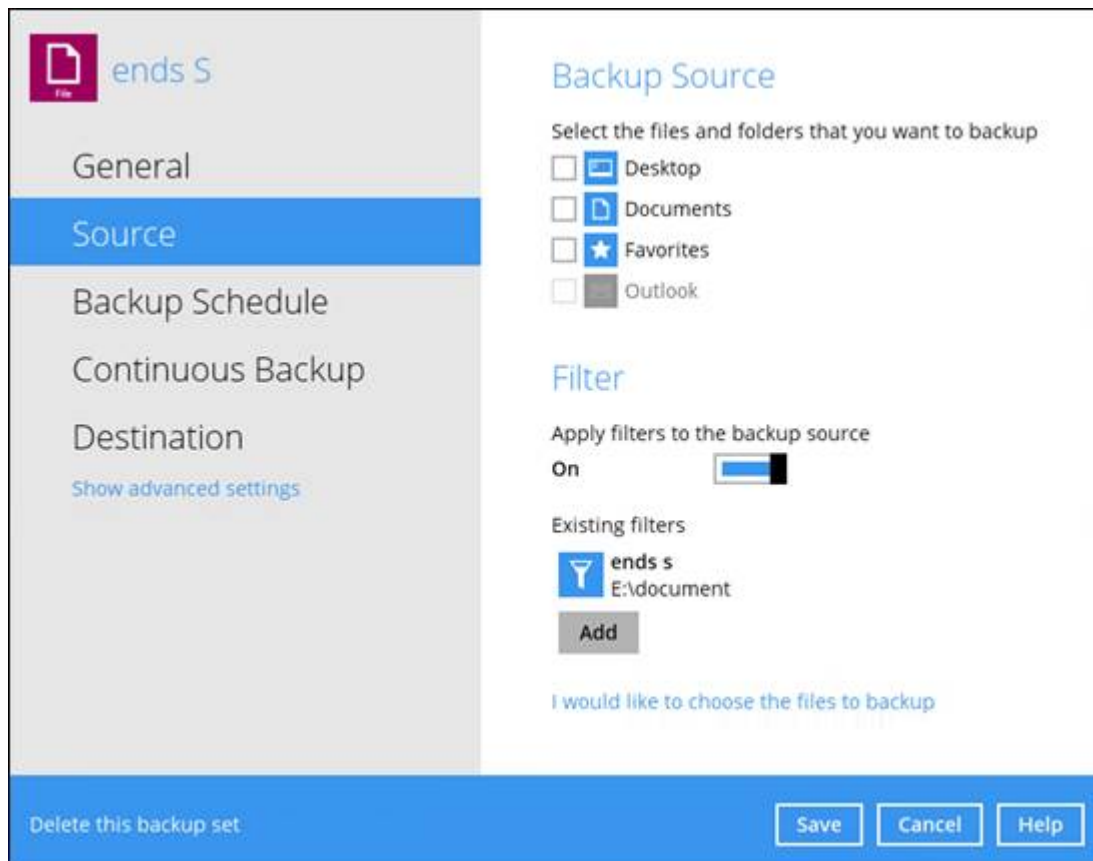 File
ends S
General
Source
Backup Schedule
Continuous Backup
Destination
Show advanced settings
Backup Source
Select the files and folders that you want to backup
Desktop
Documents
Favorites
Outlook
Filter
Apply filters to the backup source
On
Existing filters
ends s
E:\document
Add
I would like to choose the files to backup
Delete this backup set
Save
Cancel
Help